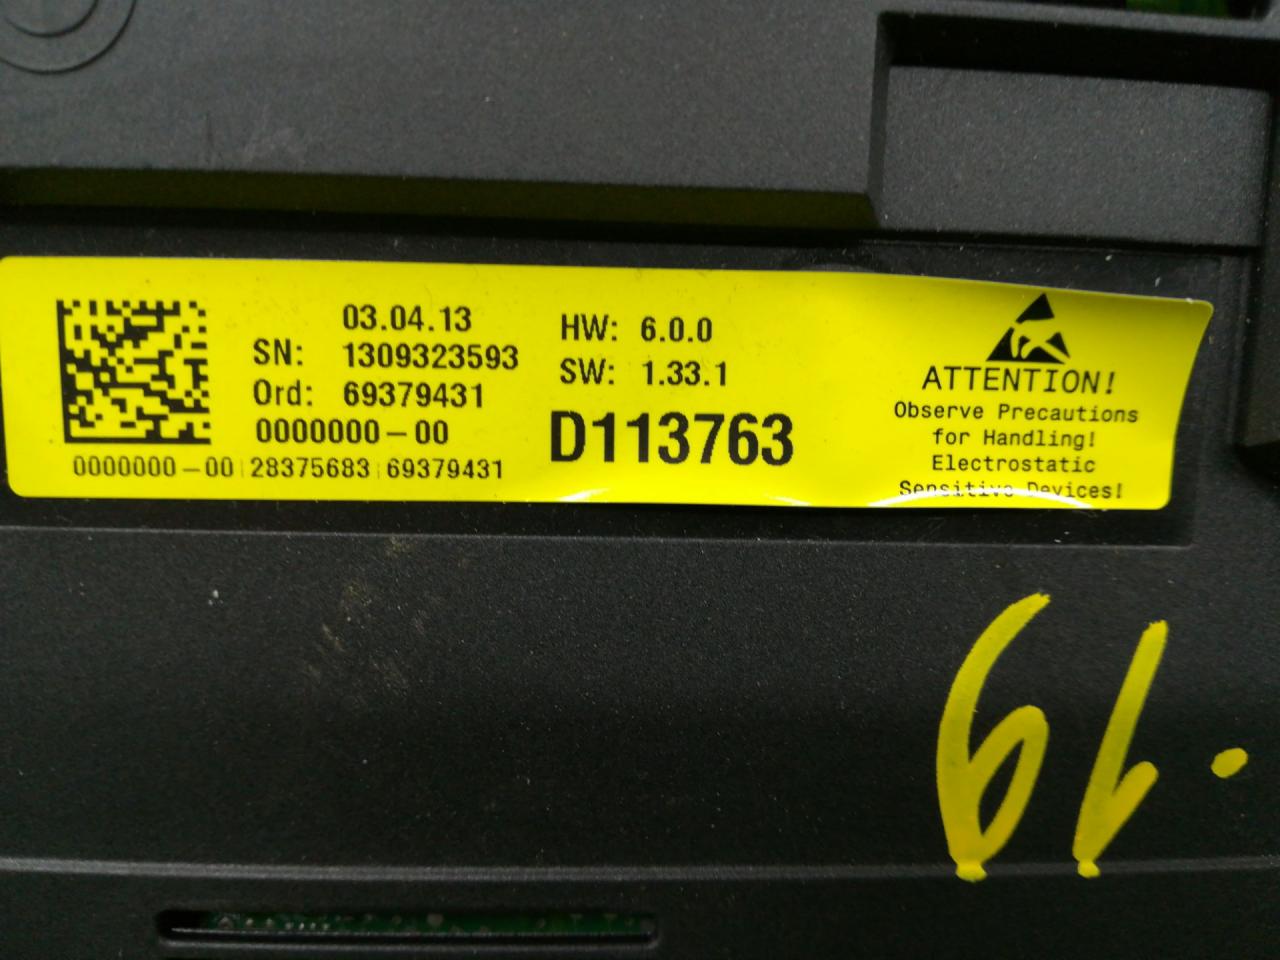 03.04.13
SN: 1309323593
Ord: 69379431
0000000-00
0000000-00 28375683 69379431
HW: 6.0.0
SW: 1.33.1
D113763
ATTENTION!
Observe Precautions
for Handling!
Electrostatic
Sensitive Devices!